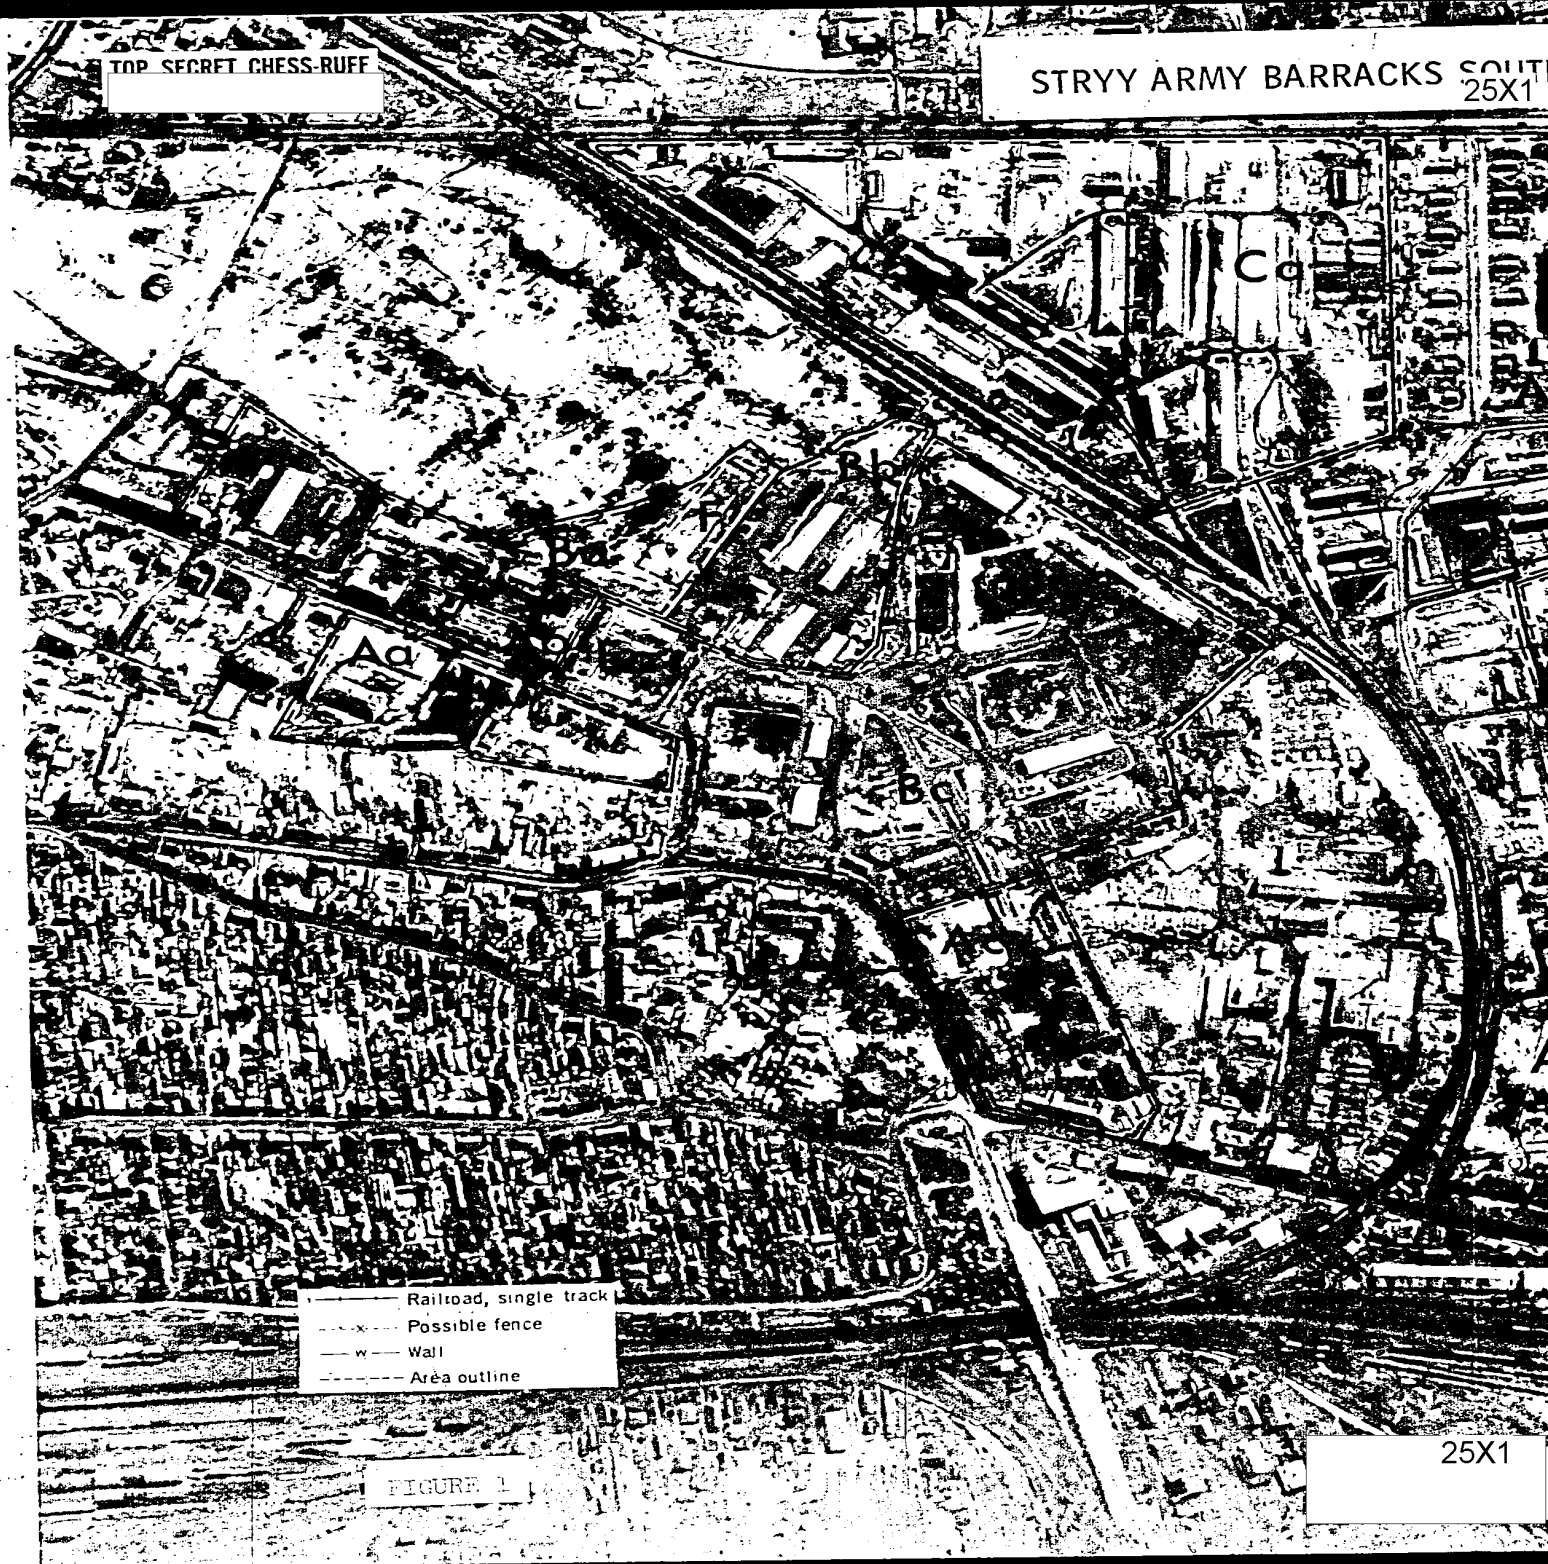 TOP SECRET CHESS-RUFF
STRYY ARMY BARRACKS SOUTH
25X1
Ca
C
Bb
F
Ba
Aa
E
C
Bc
Ac
D
Railroad, single track
--x-- Possible fence
— w — Wall
Area outline
FIGURE 1
25X1